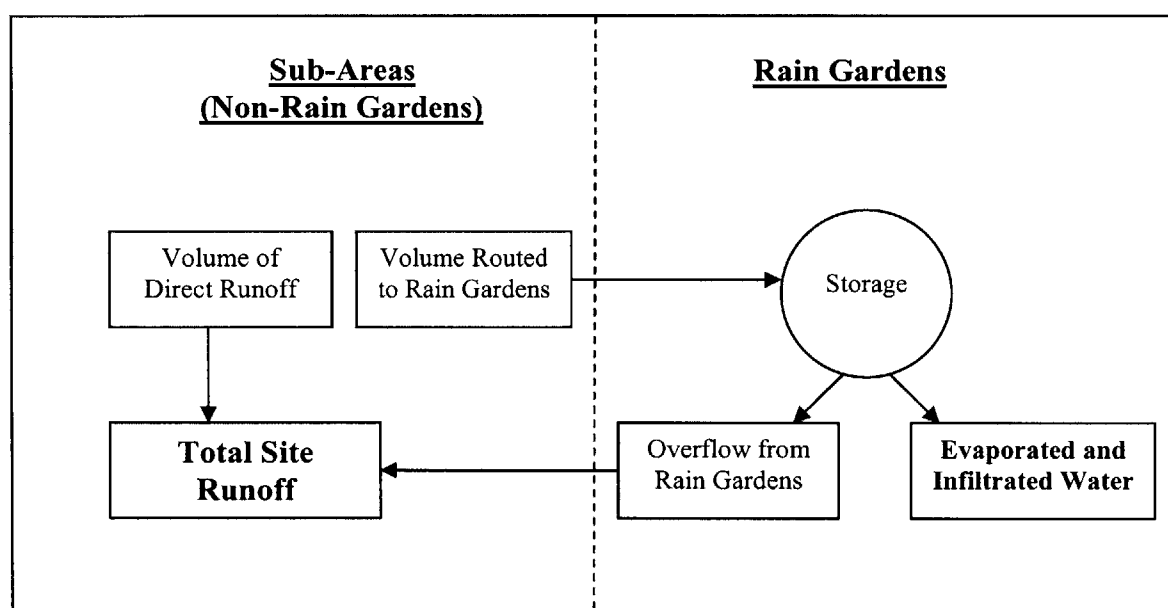 Sub-Areas
(Non-Rain Gardens)
Rain Gardens
Volume of
Direct Runoff
Volume Routed
to Rain Gardens
Storage
Total Site
Runoff
Overflow from
Rain Gardens
Evaporated and
Infiltrated Water